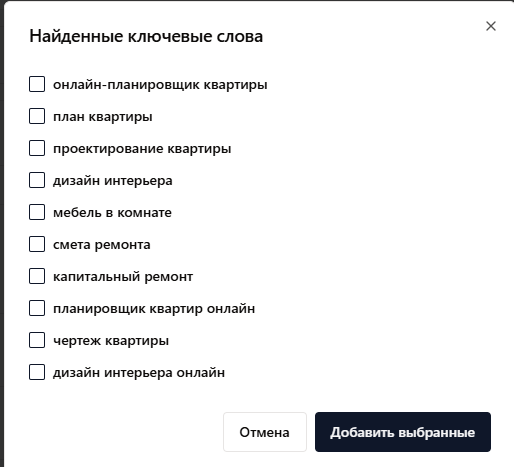 Найденные ключевые слова
онлайн-планировщик квартиры
план квартиры
проектирование квартиры
дизайн интерьера
мебель в комнате
смета ремонта
капитальный ремонт
планировщик квартир онлайн
чертеж квартиры
дизайн интерьера онлайн
Отмена
Добавить выбранные